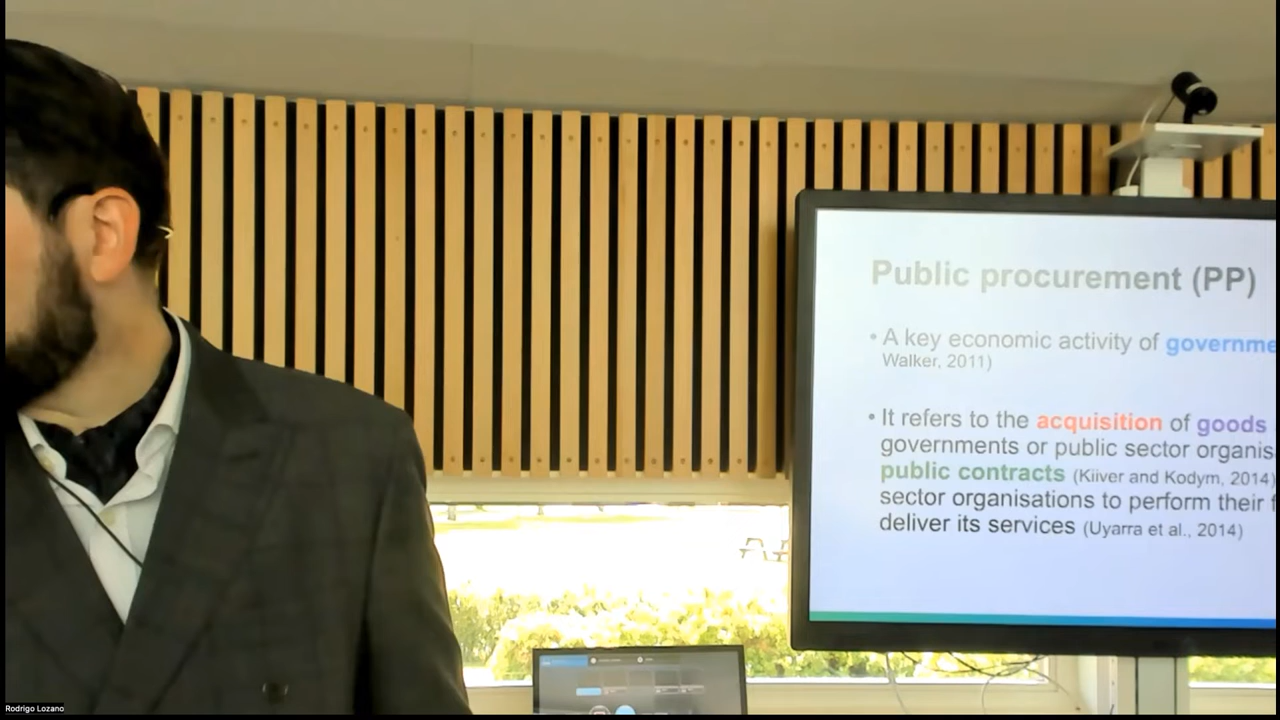 Public procurement (PP)
• A key economic activity of governme
Walker, 2011)
• It refers to the acquisition of goods
governments or public sector organis
public contracts (Kiiver and Kodym, 2014)
sector organisations to perform their f
deliver its services (Uyarra et al., 2014)
Rodrigo Lozano